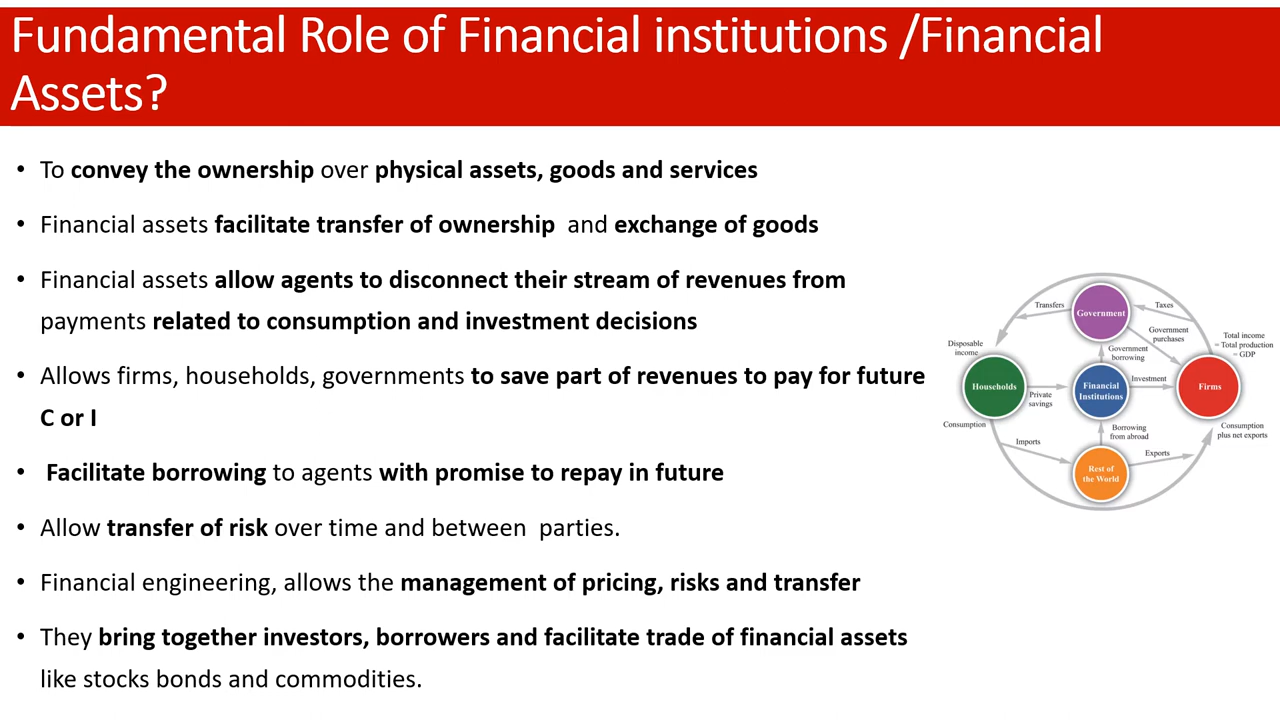 Fundamental Role of Financial institutions /Financial
Assets?
• To convey the ownership over physical assets, goods and services
• Financial assets facilitate transfer of ownership and exchange of goods
• Financial assets allow agents to disconnect their stream of revenues from
payments related to consumption and investment decisions
• Allows firms, households, governments to save part of revenues to pay for future
C or I
• Facilitate borrowing to agents with promise to repay in future
• Allow transfer of risk over time and between parties.
• Financial engineering, allows the management of pricing, risks and transfer
• They bring together investors, borrowers and facilitate trade of financial assets
like stocks bonds and commodities.
Transfers
Taxes
Government
Government
purchases
Total income
= Total production
= GDP
Disposable
income
Government
borrowing
Households
Private
savings
Financial
Institutions
Investment
Firms
Consumption
Borrowing
from abroad
Consumption
plus net exports
Imports
Exports
Rest of
the World